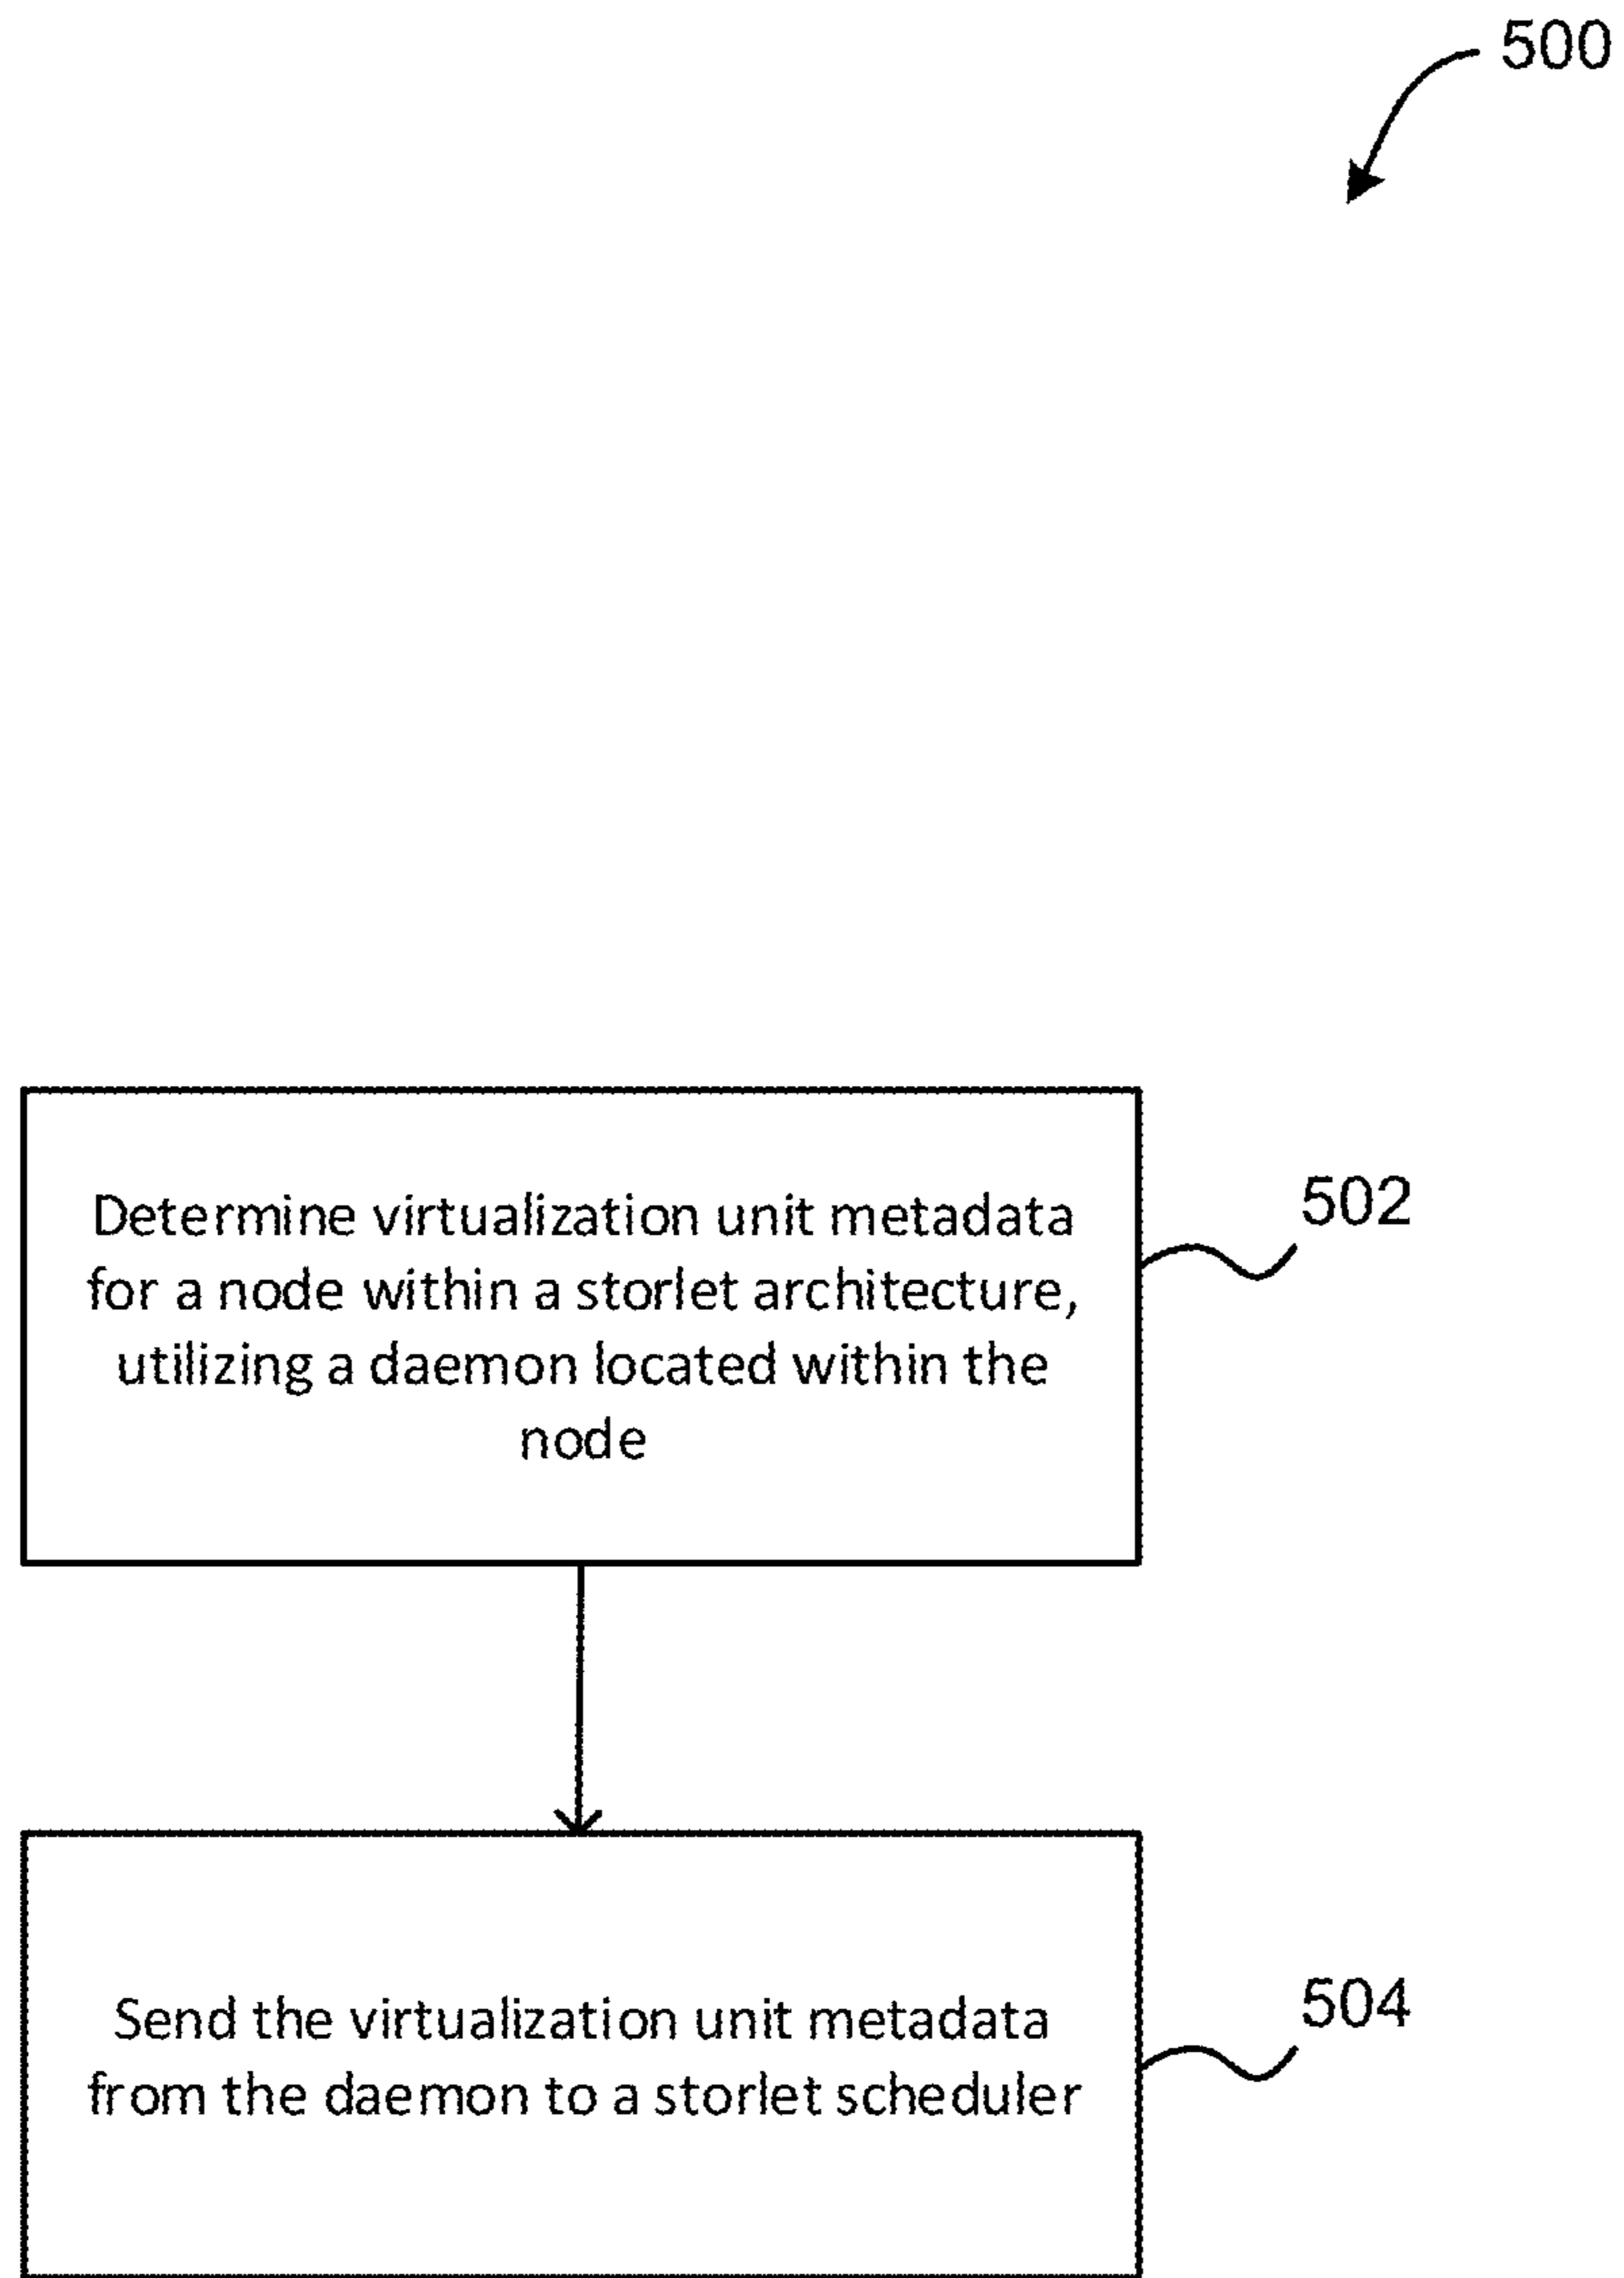 500
Determine virtualization unit metadata
for a node within a storlet architecture,
utilizing a daemon located within the
node
502
Send the virtualization unit metadata
from the daemon to a storlet scheduler
504